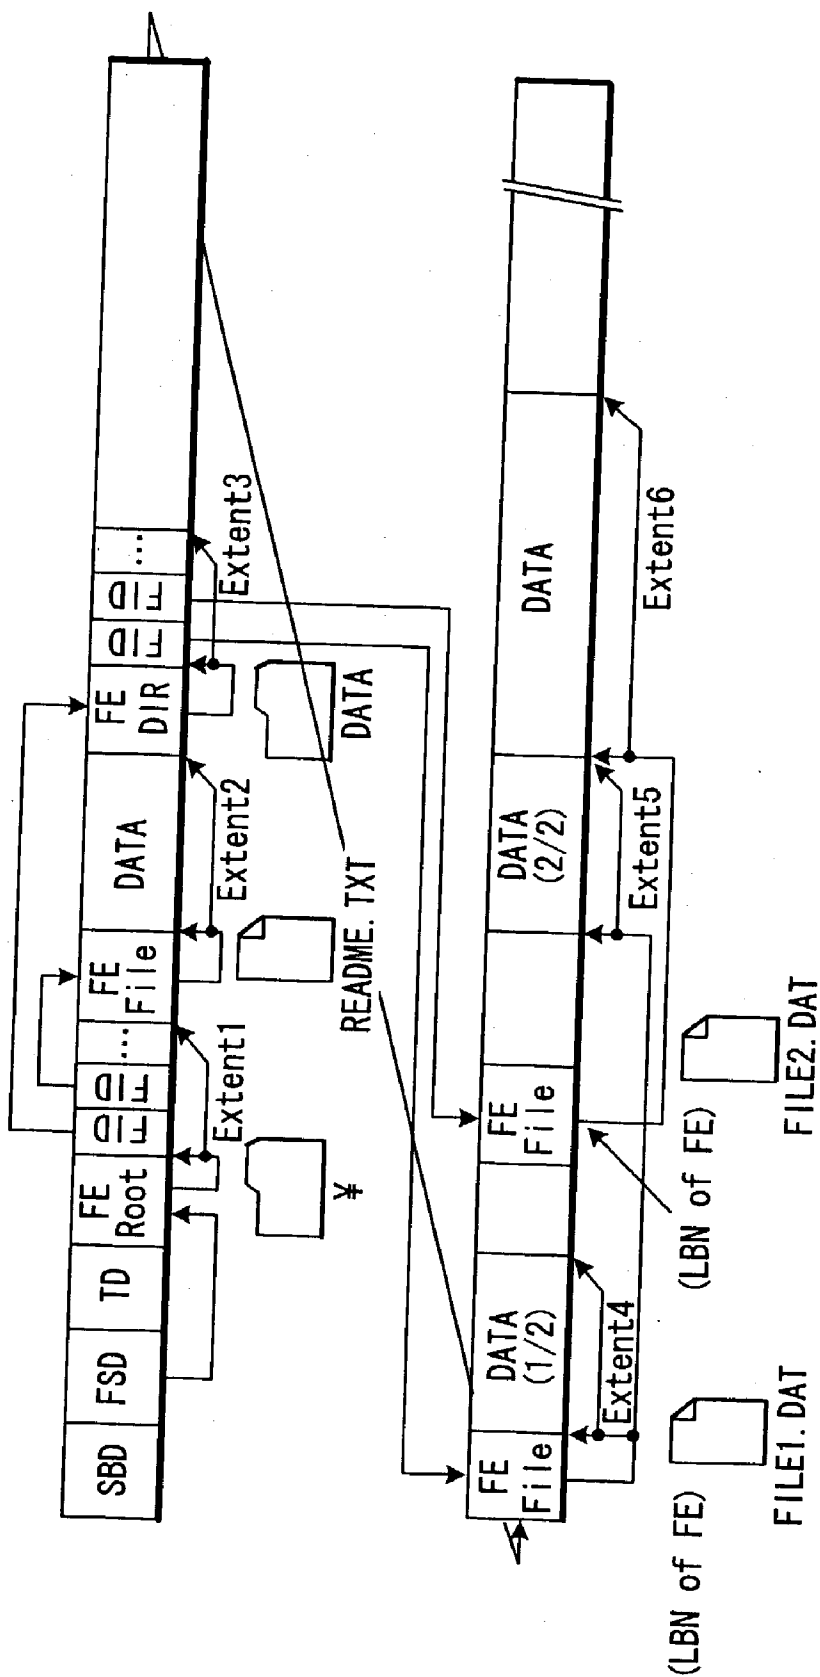 SBD
FSD
TD
FE
Root
FID
FID
...
FE
File
DATA
FE
DIR
FID
FID
...
Extent1
Extent2
Extent3
¥
README.TXT
DATA
FE
File
DATA
(1/2)
FE
File
DATA
(2/2)
DATA
Extent4
Extent5
Extent6
(LBN of FE)
(LBN of FE)
FILE1.DAT
FILE2.DAT